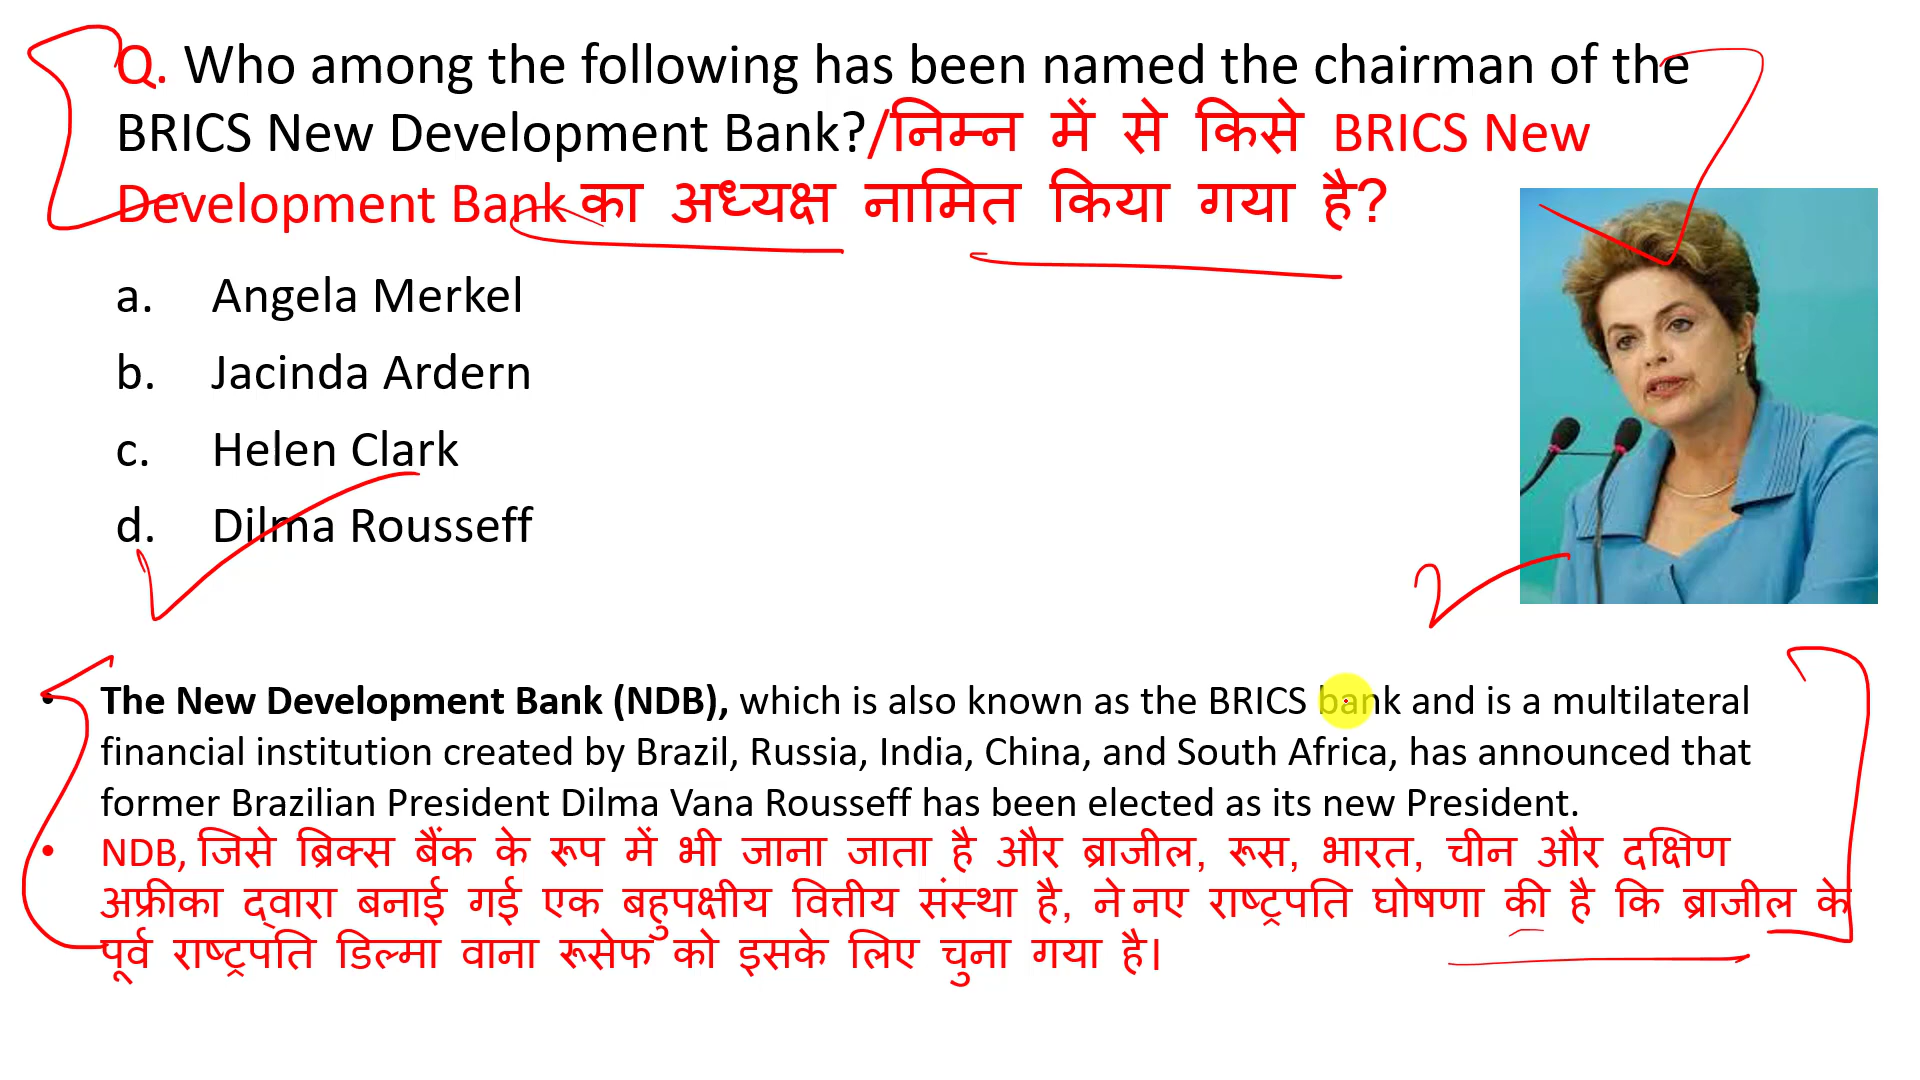 Q. Who among the following has been named the chairman of the
BRICS New Development Bank?/निम्न में से किसे BRICS New
Development Bank का अध्यक्ष नामित किया गया है?
a. Angela Merkel
b. Jacinda Ardern
c. Helen Clark
d. Dilma Rousseff
• The New Development Bank (NDB), which is also known as the BRICS bank and is a multilateral
financial institution created by Brazil, Russia, India, China, and South Africa, has announced that
former Brazilian President Dilma Vana Rousseff has been elected as its new President.
• NDB, जिसे ब्रिक्स बैंक के रूप में भी जाना जाता है और ब्राजील, रूस, भारत, चीन और दक्षिण
अफ्रीका द्वारा बनाई गई एक बहुपक्षीय वित्तीय संस्था है, ने नए राष्ट्रपति घोषणा की है कि ब्राजील के
पूर्व राष्ट्रपति डिल्मा वाना रूसेफ को इसके लिए चुना गया है।